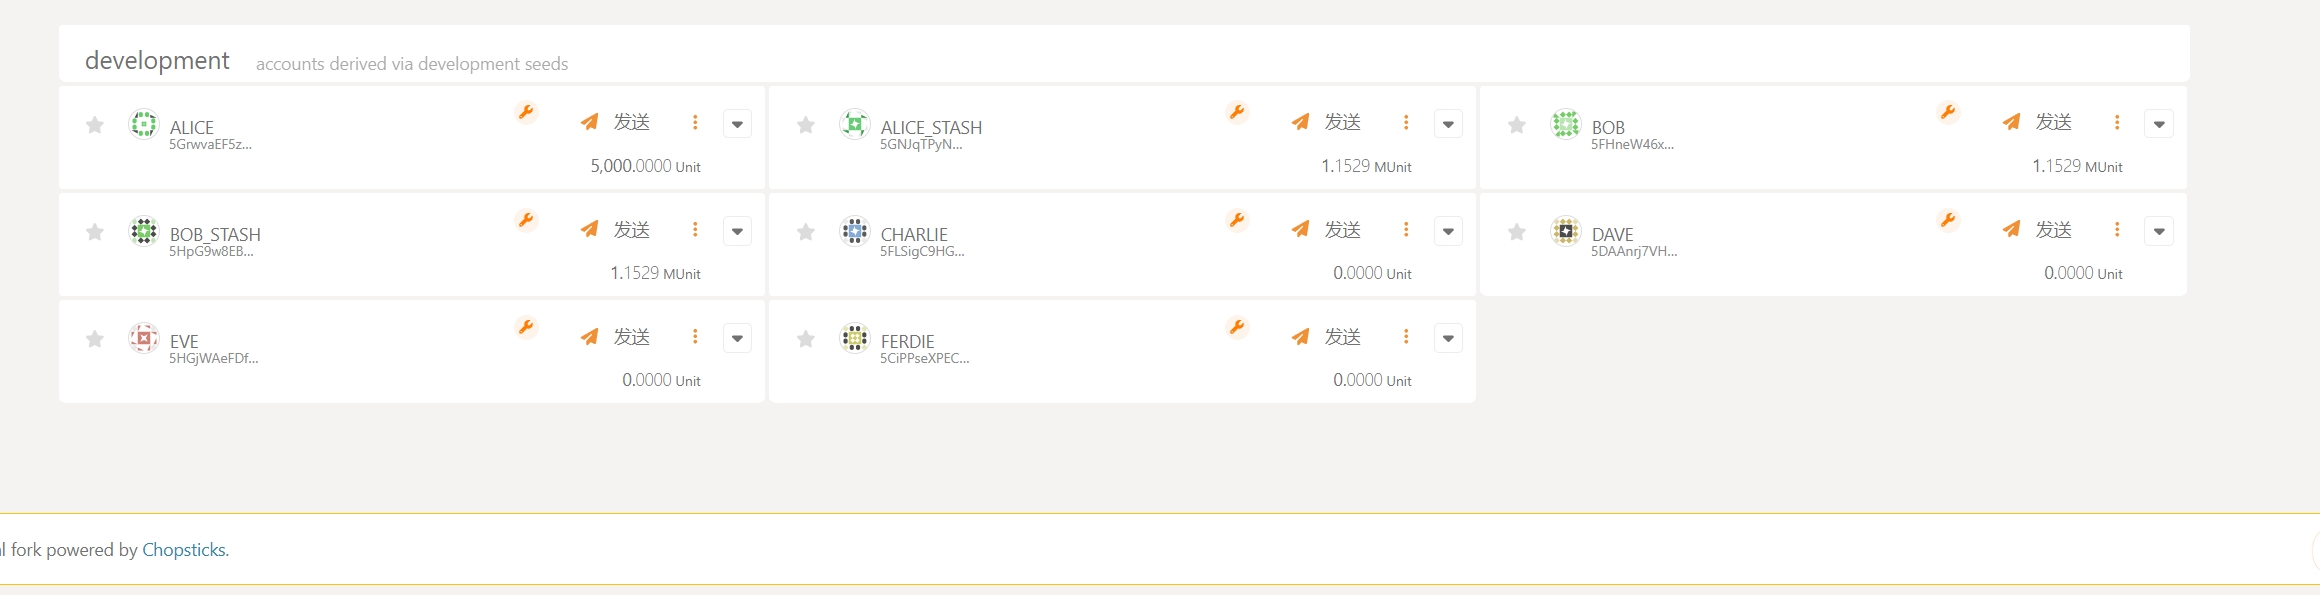 development accounts derived via development seeds
ALICE 发送
5GrwvaEF5z...
5,000.0000 Unit
ALICE_STASH 发送
5GNJqTPyN...
1.1529 MUnit
BOB 发送
5FHneW46x...
1.1529 MUnit
BOB_STASH 发送
5HpG9w8EB...
1.1529 MUnit
CHARLIE 发送
5FLSigC9HG...
0.0000 Unit
DAVE 发送
5DAAnrj7VH...
0.0000 Unit
EVE 发送
5HGjWAeFDf...
0.0000 Unit
FERDIE 发送
5CiPPseXPEC...
0.0000 Unit
fork powered by Chopsticks.